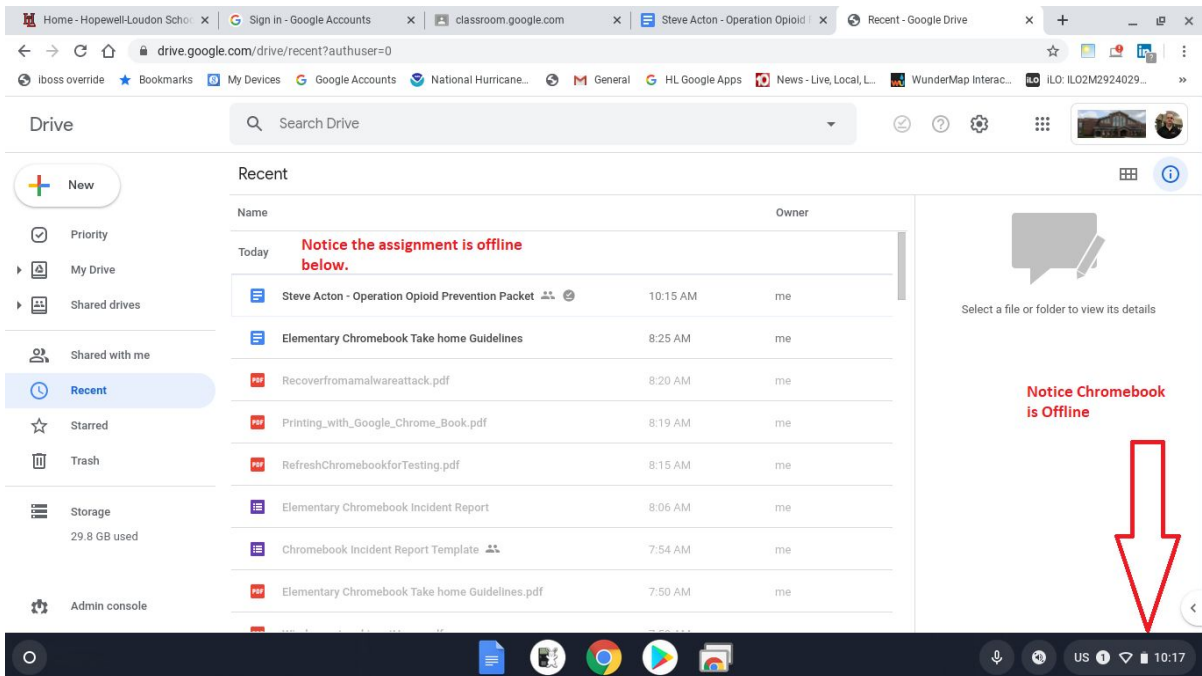 Home - Hopewell-Loudon School
Sign in - Google Accounts
classroom.google.com
Steve Acton - Operation Opioid
Recent - Google Drive
drive.google.com/drive/recent?authuser=0
iboss override Bookmarks My Devices Google Accounts National Hurricane... General HL Google Apps News - Live, Local, L... WunderMap Interac... iLO: ILO2M2924029... »
Drive
Search Drive
New
Recent
Name Owner
Priority
Today
Notice the assignment is offline
below.
My Drive
Steve Acton - Operation Opioid Prevention Packet 10:15 AM me
Shared drives
Select a file or folder to view its details
Elementary Chromebook Take home Guidelines 8:25 AM me
Shared with me
PDF Recoverfromamalwareattack.pdf 8:20 AM me
Recent
Notice Chromebook
is Offline
PDF Printing_with_Google_Chrome_Book.pdf 8:19 AM me
Starred
PDF RefreshChromebookforTesting.pdf 8:15 AM me
Trash
Elementary Chromebook Incident Report 8:06 AM me
Storage
29.8 GB used
Chromebook Incident Report Template 7:54 AM me
PDF Elementary Chromebook Take home Guidelines.pdf 7:50 AM me
Admin console
US 1 10:17